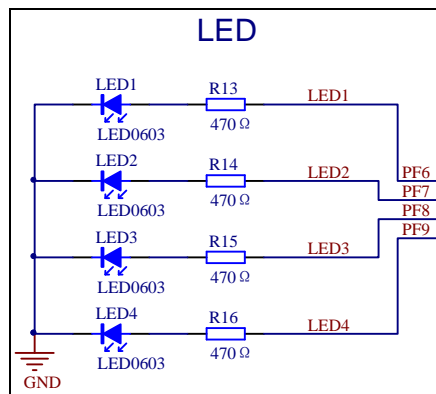 LED
LED1
R13
LED1
LED0603
470 Ω
LED2
R14
LED2
PF6
LED0603
470 Ω
PF7
PF8
LED3
R15
LED3
PF9
LED0603
470 Ω
LED4
R16
LED4
LED0603
470 Ω
GND